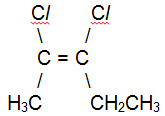 Cl Cl
\ \
C = C
/ \
H₃C CH₂CH₃